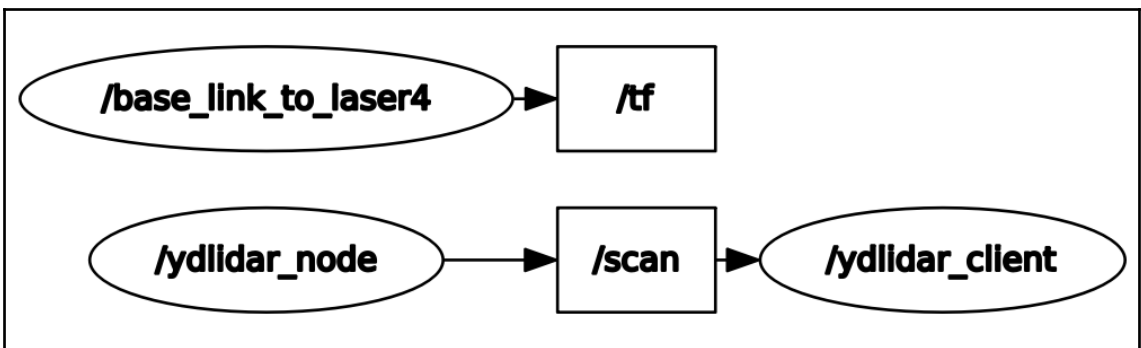 /base_link_to_laser4
/tf
/ydlidar_node
/scan
/ydlidar_client